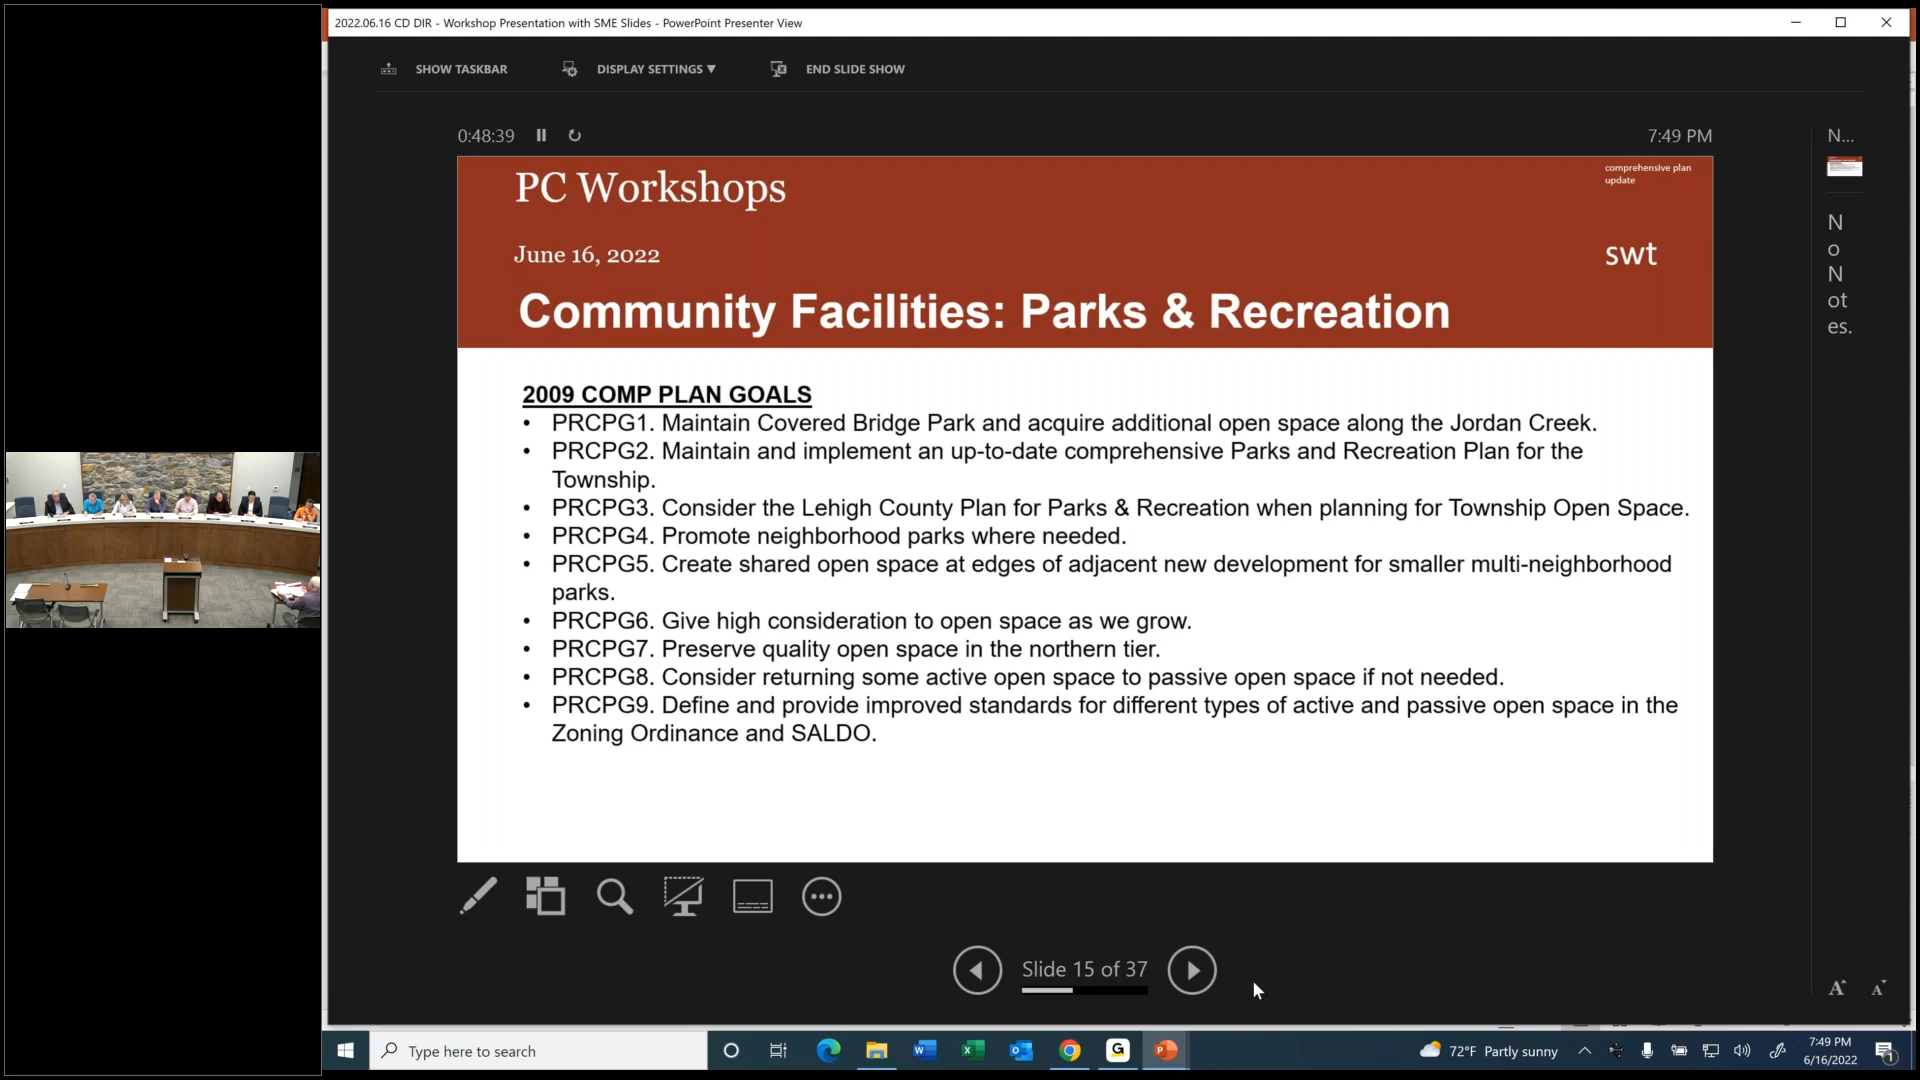 2022.06.16 CD DIR - Workshop Presentation with SME Slides - PowerPoint Presenter View
SHOW TASKBAR
DISPLAY SETTINGS ▼
END SLIDE SHOW
0:48:39
7:49 PM
N...
PC Workshops
comprehensive plan
update
June 16, 2022
swt
Community Facilities: Parks & Recreation
N
o
N
ot
es.
2009 COMP PLAN GOALS
• PRCPG1. Maintain Covered Bridge Park and acquire additional open space along the Jordan Creek.
• PRCPG2. Maintain and implement an up-to-date comprehensive Parks and Recreation Plan for the
Township.
• PRCPG3. Consider the Lehigh County Plan for Parks & Recreation when planning for Township Open Space.
• PRCPG4. Promote neighborhood parks where needed.
• PRCPG5. Create shared open space at edges of adjacent new development for smaller multi-neighborhood
parks.
• PRCPG6. Give high consideration to open space as we grow.
• PRCPG7. Preserve quality open space in the northern tier.
• PRCPG8. Consider returning some active open space to passive open space if not needed.
• PRCPG9. Define and provide improved standards for different types of active and passive open space in the
Zoning Ordinance and SALDO.
Slide 15 of 37
A A
Type here to search
72°F Partly sunny
7:49 PM
6/16/2022
1